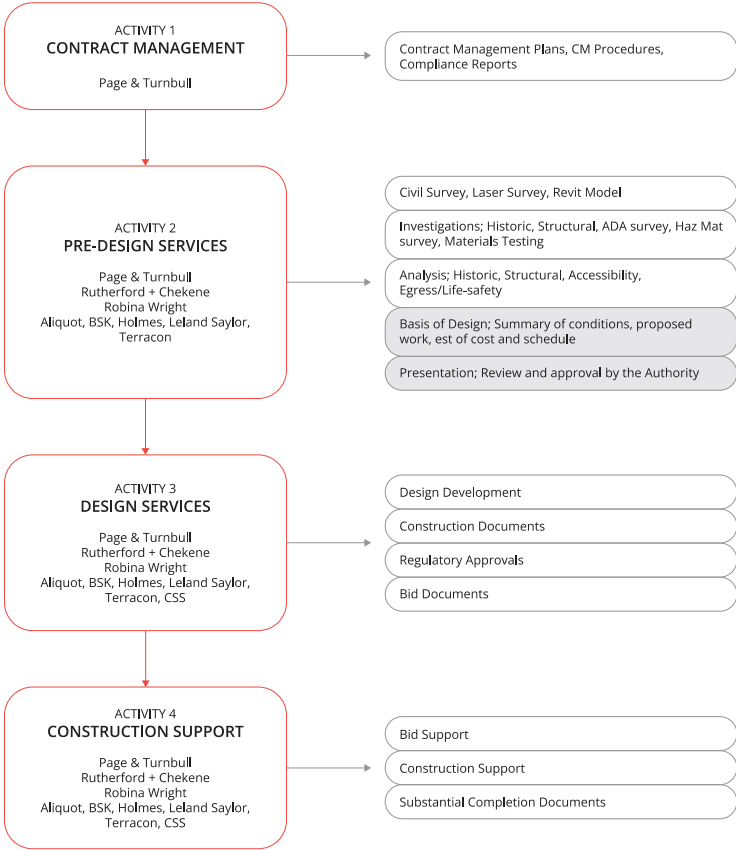 ACTIVITY 1
CONTRACT MANAGEMENT
Page & Turnbull
Contract Management Plans, CM Procedures,
Compliance Reports
ACTIVITY 2
PRE-DESIGN SERVICES
Page & Turnbull
Rutherford + Chekene
Robina Wright
Aliquot, BSK, Holmes, Leland Saylor,
Terracon
Civil Survey, Laser Survey, Revit Model
Investigations; Historic, Structural, ADA survey, Haz Mat
survey, Materials Testing
Analysis; Historic, Structural, Accessibility,
Egress/Life-safety
Basis of Design; Summary of conditions, proposed
work, est of cost and schedule
Presentation; Review and approval by the Authority
ACTIVITY 3
DESIGN SERVICES
Page & Turnbull
Rutherford + Chekene
Robina Wright
Aliquot, BSK, Holmes, Leland Saylor,
Terracon, CSS
Design Development
Construction Documents
Regulatory Approvals
Bid Documents
ACTIVITY 4
CONSTRUCTION SUPPORT
Page & Turnbull
Rutherford + Chekene
Robina Wright
Aliquot, BSK, Holmes, Leland Saylor,
Terracon, CSS
Bid Support
Construction Support
Substantial Completion Documents